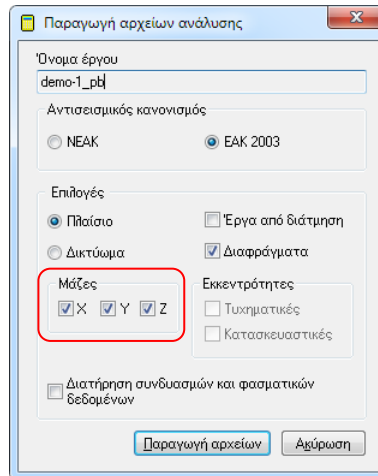 Παραγωγή αρχείων ανάλυσης
Όνομα έργου
demo-1_pb
Αντισεισμικός κανονισμός
ΝΕΑΚ
ΕΑΚ 2003
Επιλογές
Πλαίσιο
Έργα από διάτμηση
Δικτύωμα
Διαφράγματα
Μάζες
X Y Z
Εκκεντρότητες
Τυχηματικές
Κατασκευαστικές
Διατήρηση συνδυασμών και φασματικών
δεδομένων
Παραγωγή αρχείων
Ακύρωση